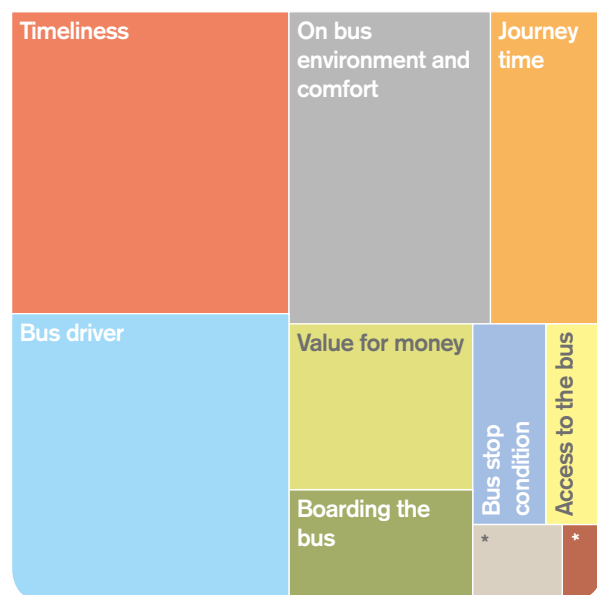 Timeliness
On bus
environment and
comfort
Journey
time
Bus driver
Value for money
Bus stop
condition
Access to the bus
Boarding the
bus
*
*